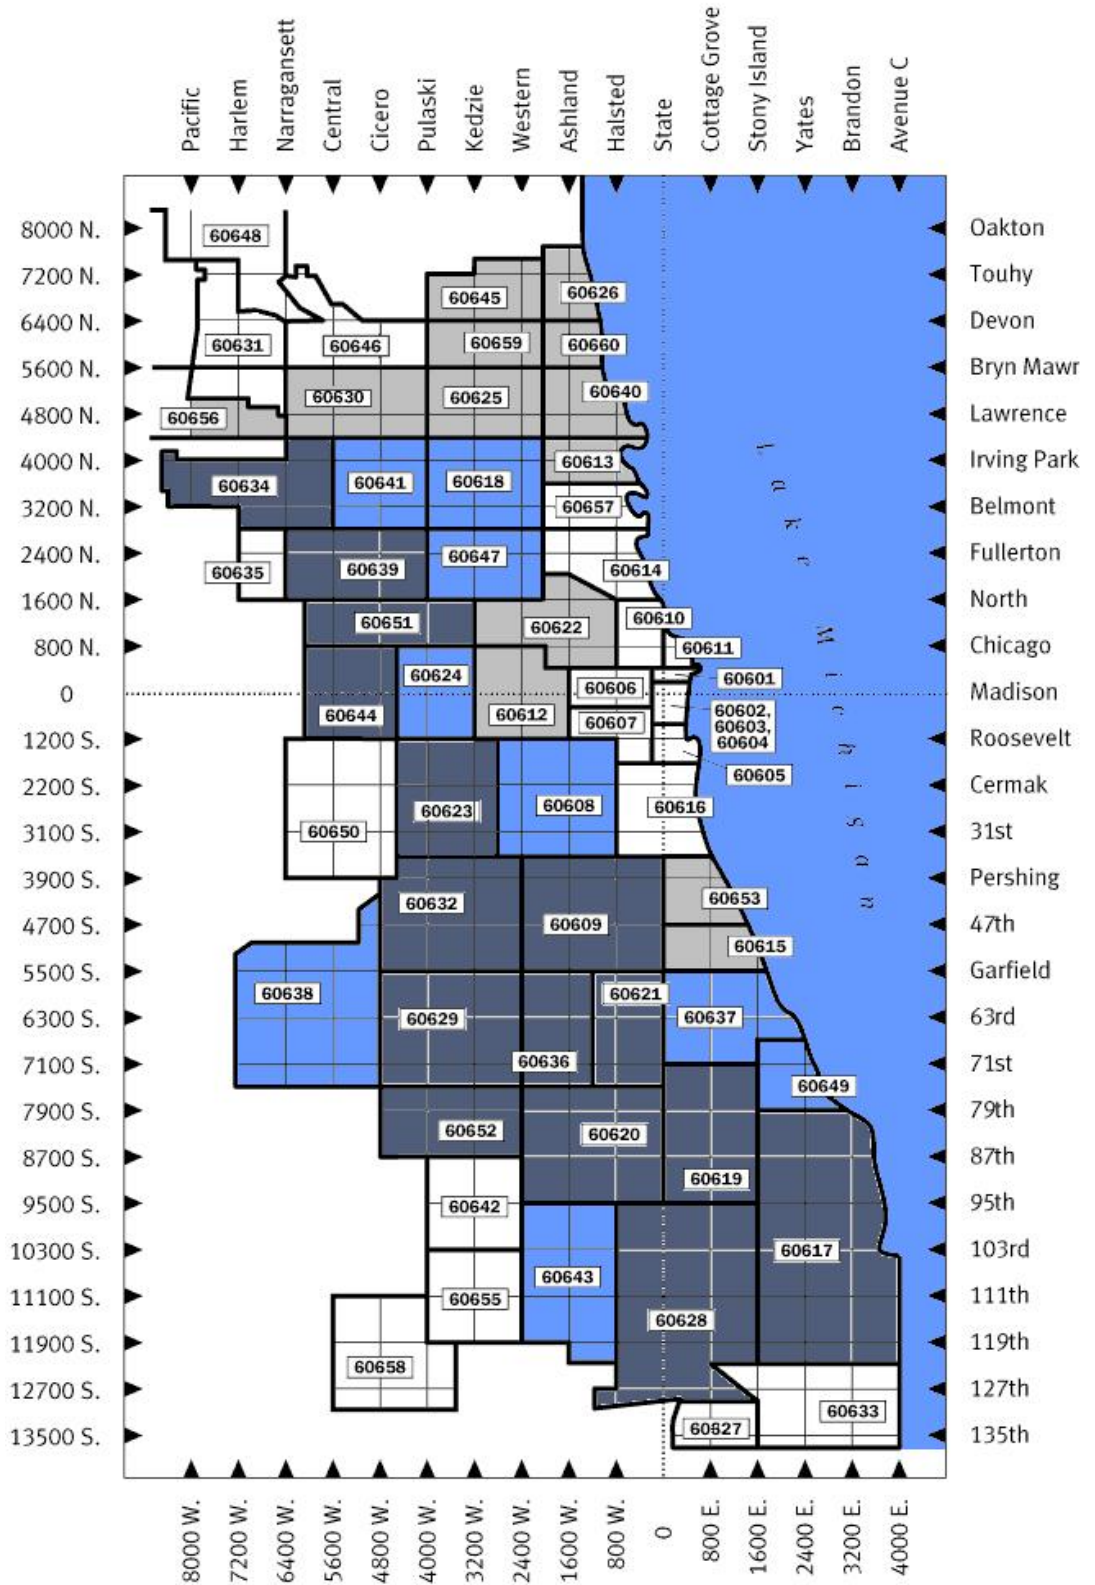 Pacific
Harlem
Narragansett
Central
Cicero
Pulaski
Kedzie
Western
Ashland
Halsted
State
Cottage Grove
Stony Island
Yates
Brandon
Avenue C
8000 N.
Oakton
60648
7200 N.
Touhy
60645
60626
6400 N.
Devon
60631
60646
60659
60660
5600 N.
Bryn Mawr
60630
60625
60640
4800 N.
Lawrence
60656
4000 N.
Irving Park
60613
60634
60641
60618
3200 N.
Belmont
60657
2400 N.
Fullerton
60635
60639
60647
60614
1600 N.
North
60651
60622
60610
800 N.
Chicago
60611
60624
60606
60601
0
Madison
60644
60612
60607
60602,
60603,
60604
1200 S.
Roosevelt
60605
2200 S.
Cermak
60650
60623
60608
60616
3100 S.
31st
3900 S.
Pershing
60632
60653
4700 S.
47th
60609
60615
5500 S.
Garfield
60638
60621
6300 S.
63rd
60629
60637
7100 S.
71st
60636
60649
7900 S.
79th
60652
60620
8700 S.
87th
60619
9500 S.
95th
60642
10300 S.
103rd
60617
60643
11100 S.
111th
60655
60628
11900 S.
119th
60658
12700 S.
127th
60633
60627
13500 S.
135th
Lake Michigan
8000 W.
7200 W.
6400 W.
5600 W.
4800 W.
4000 W.
3200 W.
2400 W.
1600 W.
800 W.
0
800 E.
1600 E.
2400 E.
3200 E.
4000 E.